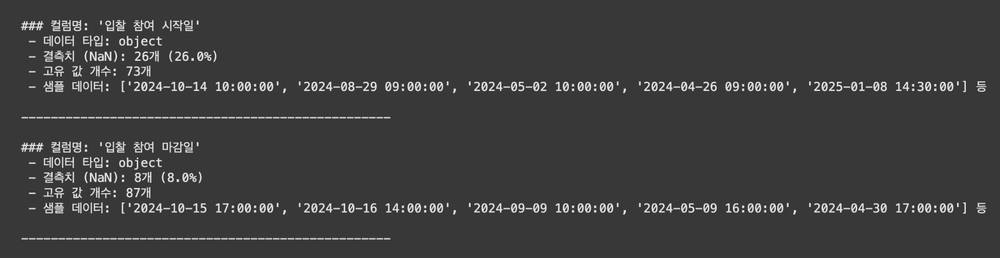 ### 컬럼명: '입찰 참여 시작일'
- 데이터 타입: object
- 결측치 (NaN): 26개 (26.0%)
- 고유 값 개수: 73개
- 샘플 데이터: ['2024-10-14 10:00:00', '2024-08-29 09:00:00', '2024-05-02 10:00:00', '2024-04-26 09:00:00', '2025-01-08 14:30:00'] 등
--------------------------------------------------
### 컬럼명: '입찰 참여 마감일'
- 데이터 타입: object
- 결측치 (NaN): 8개 (8.0%)
- 고유 값 개수: 87개
- 샘플 데이터: ['2024-10-15 17:00:00', '2024-10-16 14:00:00', '2024-09-09 10:00:00', '2024-05-09 16:00:00', '2024-04-30 17:00:00'] 등
--------------------------------------------------